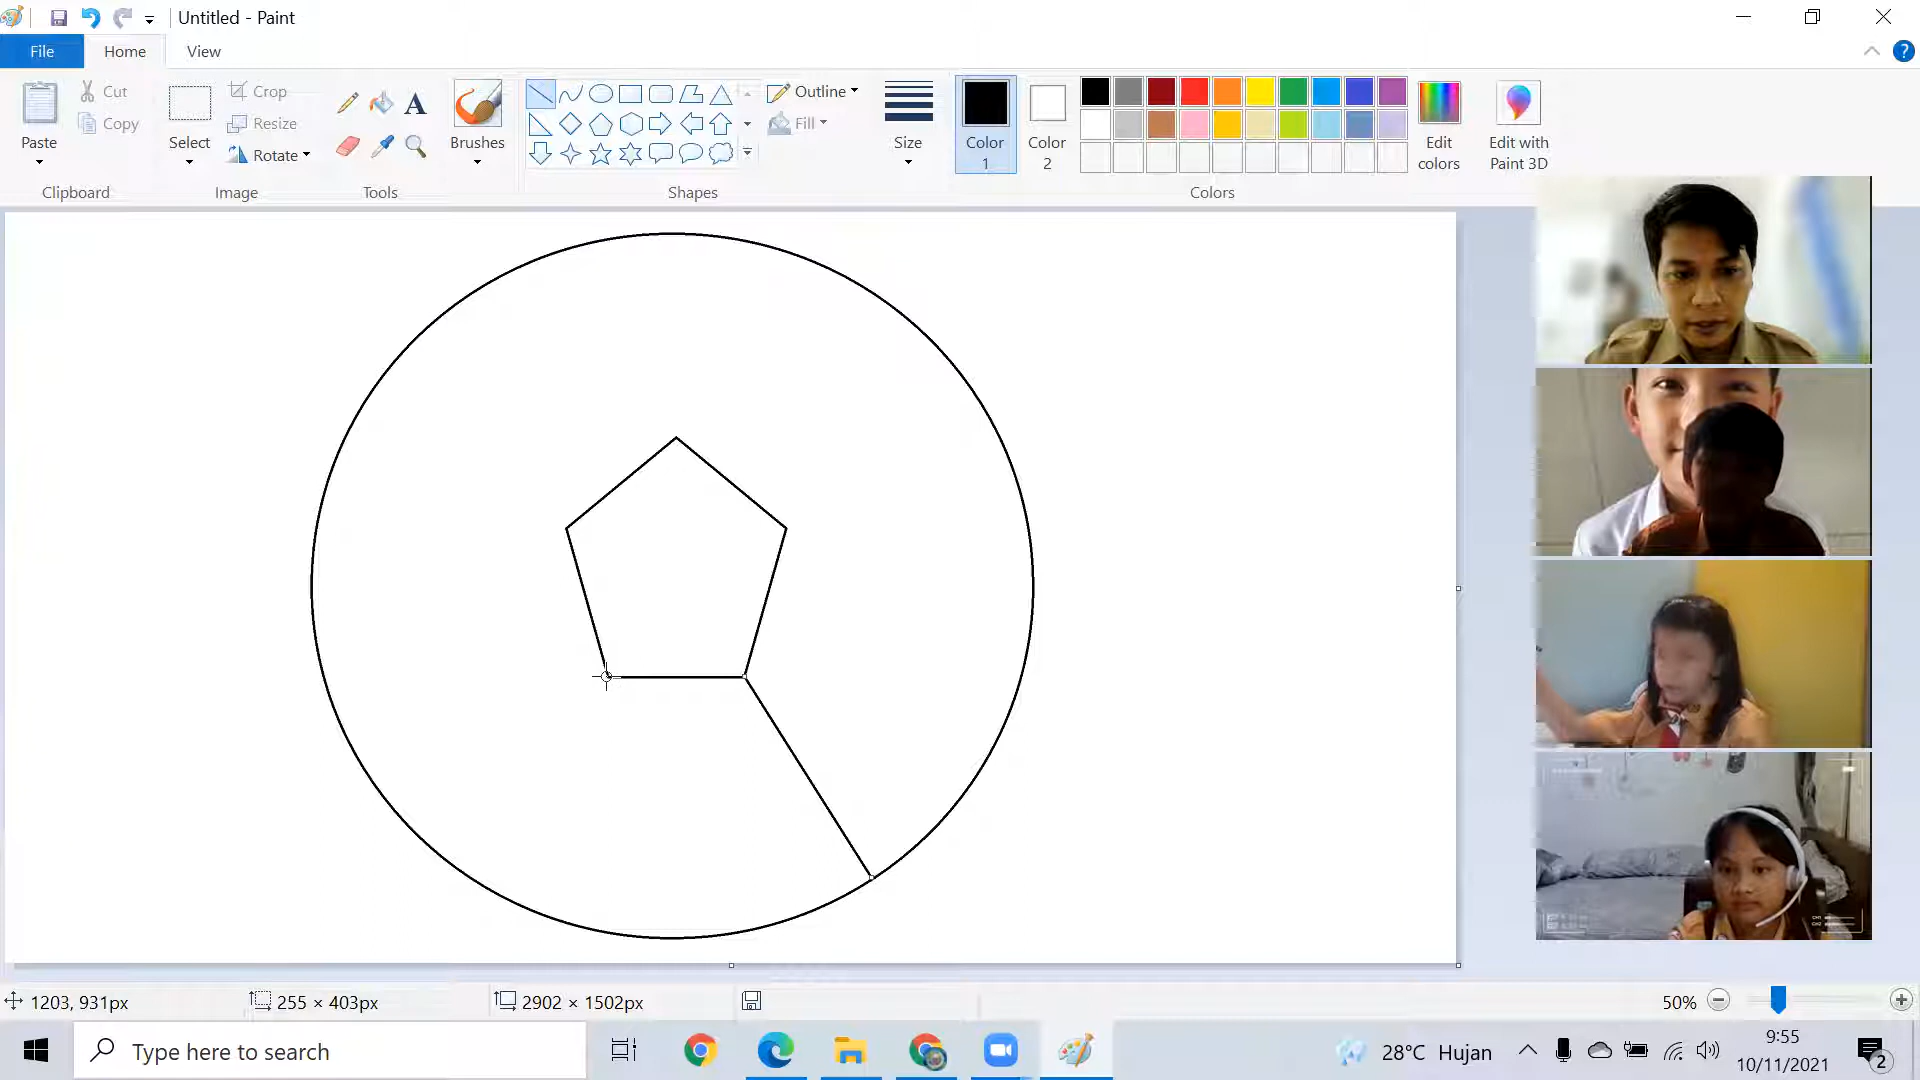 Untitled - Paint
File
Home
View
Paste
Cut
Copy
Clipboard
Select
Crop
Resize
Rotate
Image
Tools
Brushes
Outline
Fill
Shapes
Size
Color
1
Color
2
Edit
colors
Edit with
Paint 3D
Colors
1203, 931px
255 × 403px
2902 × 1502px
50%
Type here to search
28°C Hujan
9:55
10/11/2021
2